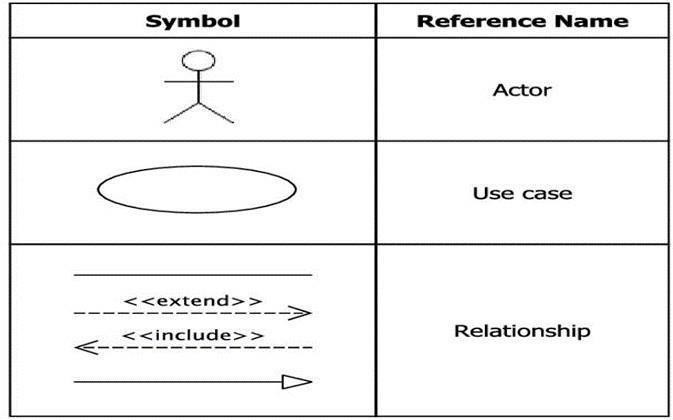 Symbol Reference Name
Actor
Use case
<<extend>>
<<include>>
Relationship